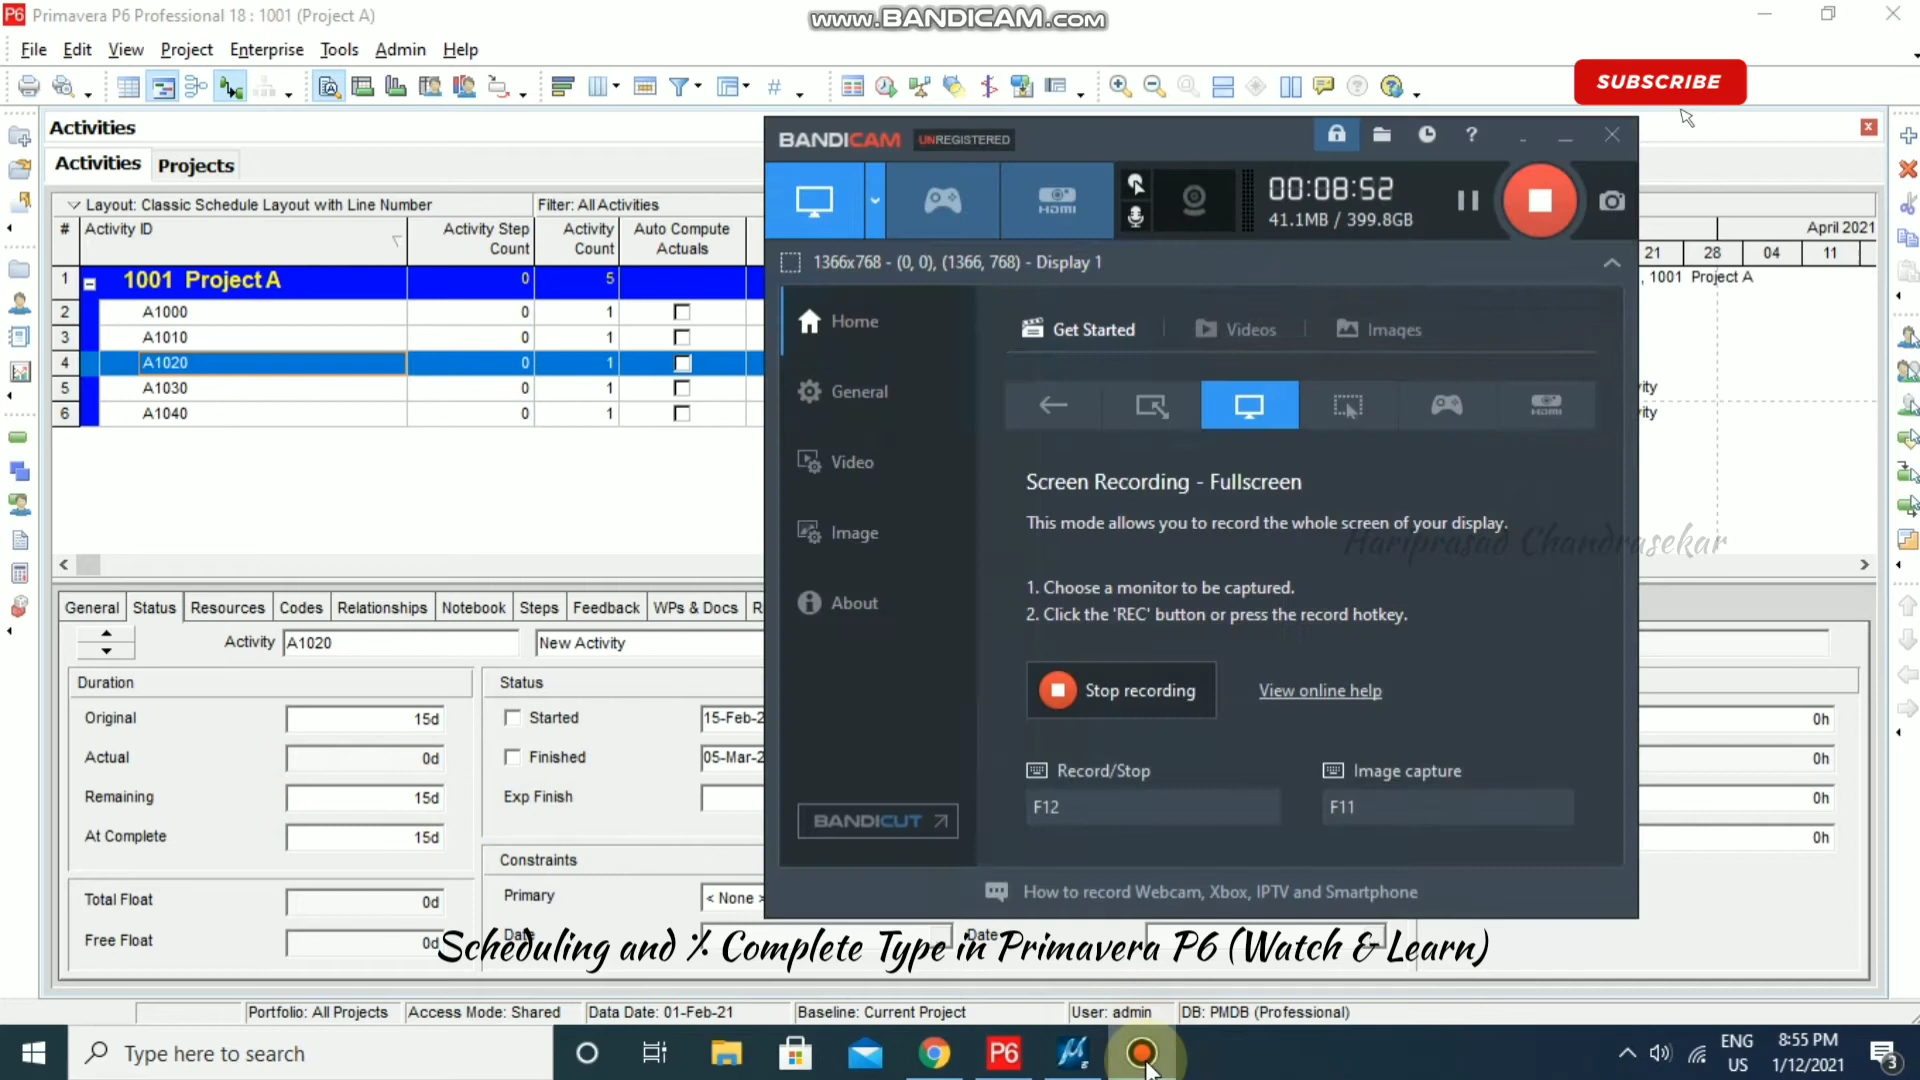 Primavera P6 Professional 18 : 1001 (Project A)
www.BANDICAM.com
File Edit View Project Enterprise Tools Admin Help
SUBSCRIBE
Activities
Activities Projects
Layout: Classic Schedule Layout with Line Number Filter: All Activities
# Activity ID Activity Step Count Activity Count Auto Compute Actuals
April 2021
21 28 04 11
1 1001 Project A 0 5
1001 Project A
2 A1000 0 1
3 A1010 0 1
4 A1020 0 1
5 A1030 0 1
6 A1040 0 1
BANDICAM UNREGISTERED
?
HDMI
00:08:52
41.1MB / 399.8GB
1366x768 - (0, 0), (1366, 768) - Display 1
Home
General
Video
Image
About
BANDICUT
Get Started Videos Images
HDMI
Screen Recording - Fullscreen
This mode allows you to record the whole screen of your display.
Hariprasad Chandrasekar
1. Choose a monitor to be captured.
2. Click the 'REC' button or press the record hotkey.
Stop recording View online help
Record/Stop Image capture
F12 F11
How to record Webcam, Xbox, IPTV and Smartphone
General Status Resources Codes Relationships Notebook Steps Feedback WPs & Docs R
Activity A1020 New Activity
Duration Status
Original 15d Started 15-Feb-2 0h
Actual 0d Finished 05-Mar-2 0h
Remaining 15d Exp Finish 0h
At Complete 15d 0h
Constraints
Total Float 0d Primary < None >
Free Float 0d Date Date
Scheduling and % Complete Type in Primavera P6 (Watch & Learn)
Portfolio: All Projects Access Mode: Shared Data Date: 01-Feb-21 Baseline: Current Project User: admin DB: PMDB (Professional)
Type here to search
P6
ENG
US
8:55 PM
1/12/2021
3